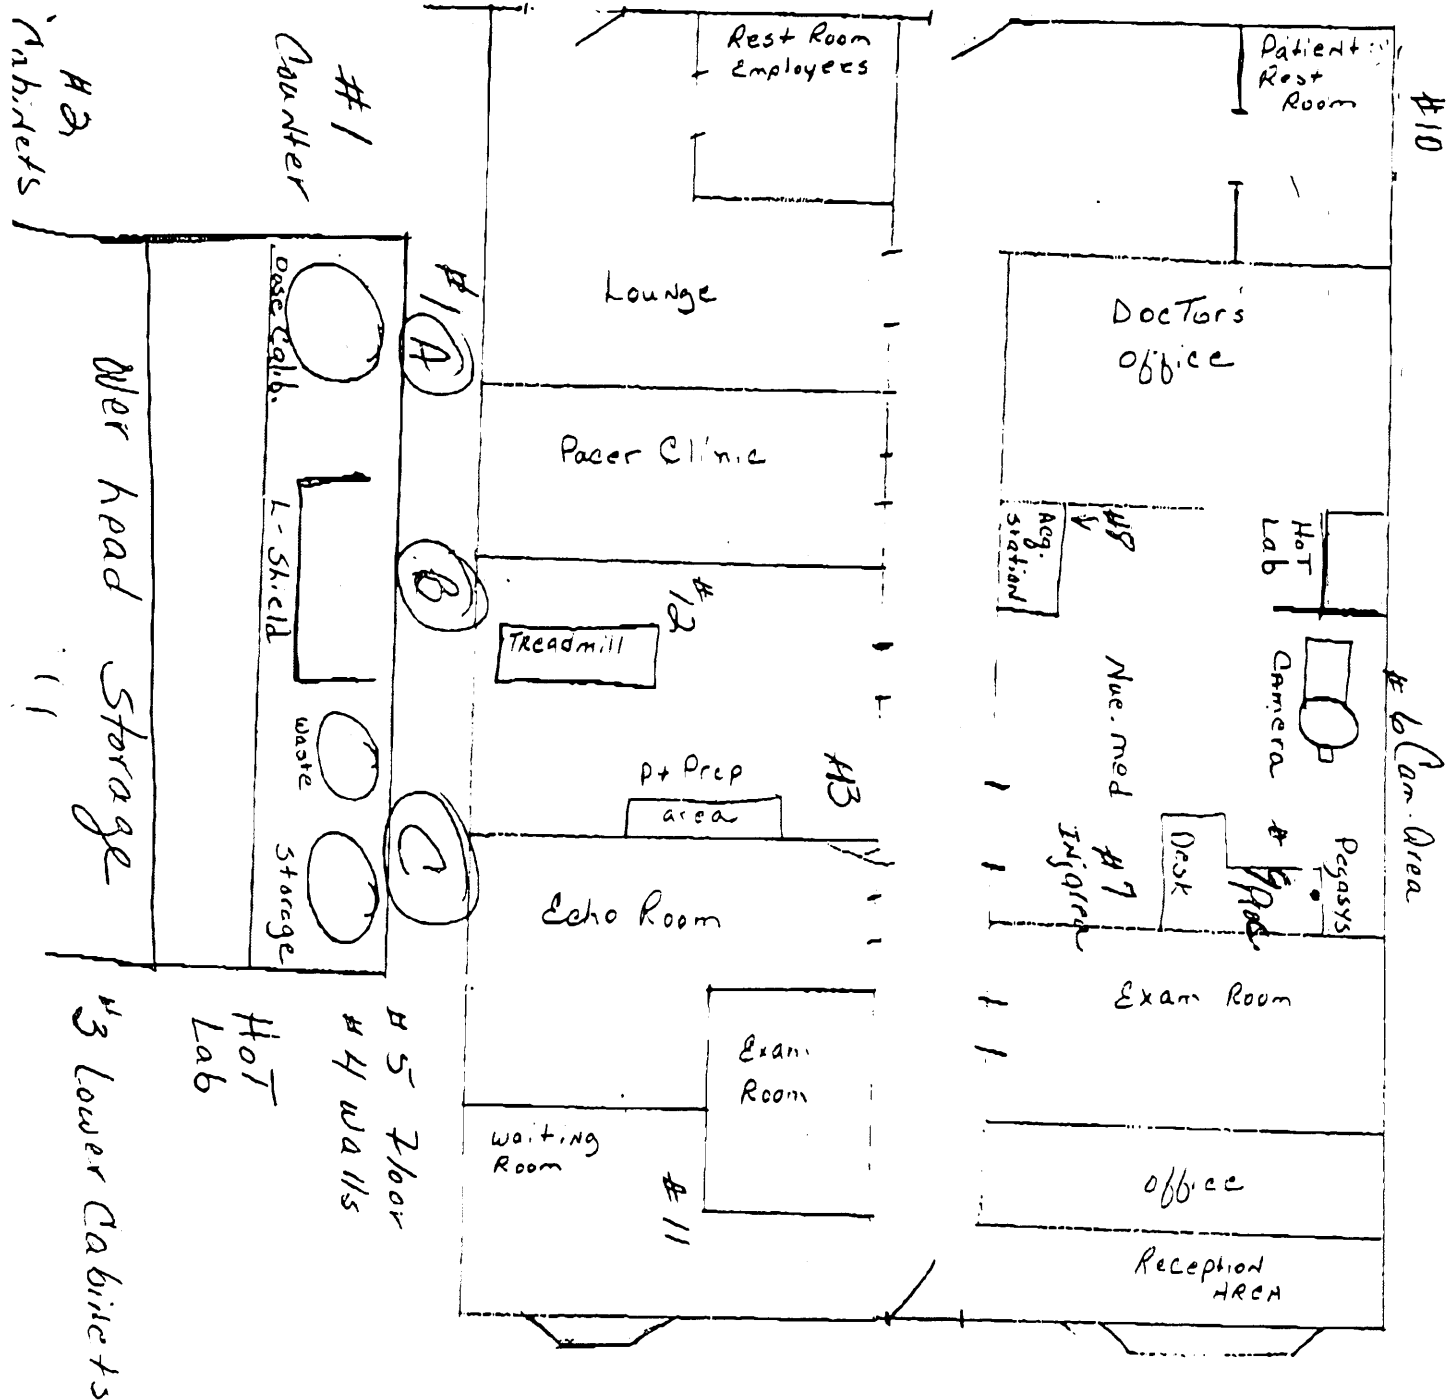 #1
Counter
#2
Cabinets
Rest Room
Employees
Patient
Rest
Room
#10
Lounge
Doctors
office
Pacer Clinic
#8
Acq.
Station
Hot
Lab
#12
Treadmill
Nuc. med
Camera
#6 Cam. Area
Pt Prep
area
#7
Inj area
Desk
Pegasys
Echo Room
Exam Room
Exam
Room
Waiting
Room
#11
office
Reception
AREA
#1
A
B
C
Dose Calib.
L-Shield
Waste
Storage
Over head Storage
Hot
Lab
#5 Floor
#4 Walls
#3 Lower Cabinets